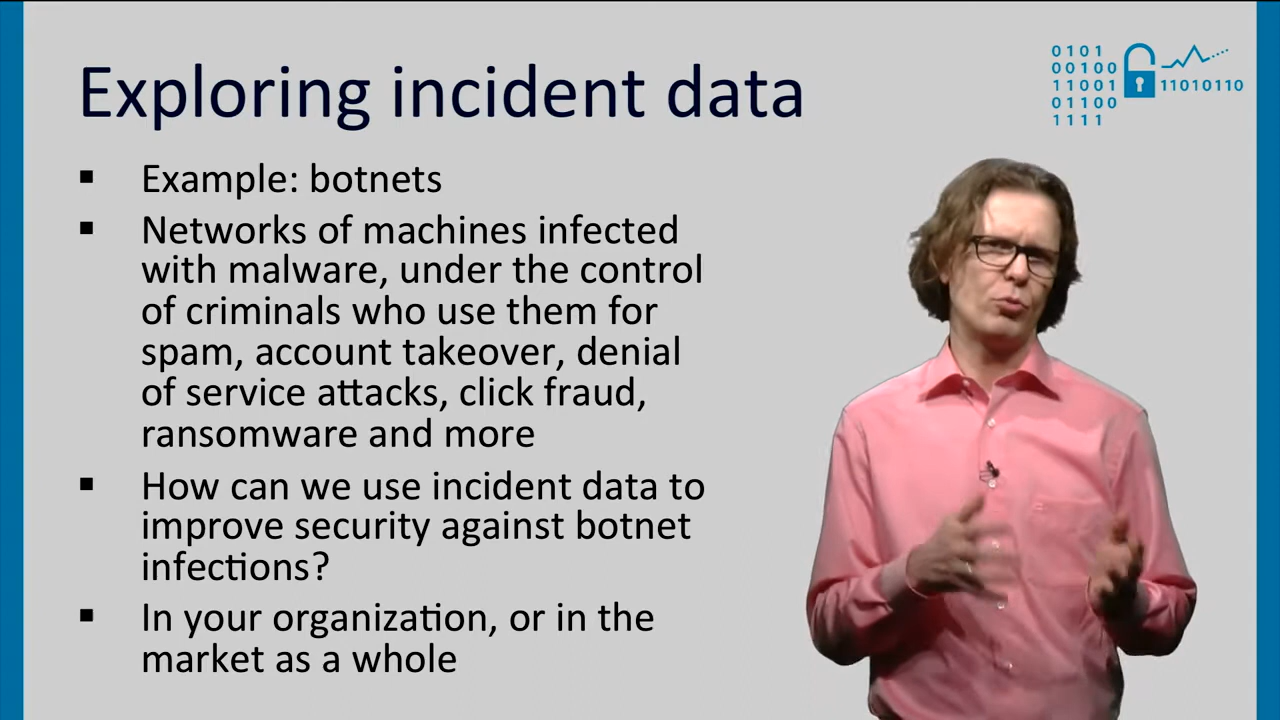 Exploring incident data
0101
00100
11001
01100
1111
11010110
▪ Example: botnets
▪ Networks of machines infected
with malware, under the control
of criminals who use them for
spam, account takeover, denial
of service attacks, click fraud,
ransomware and more
▪ How can we use incident data to
improve security against botnet
infections?
▪ In your organization, or in the
market as a whole